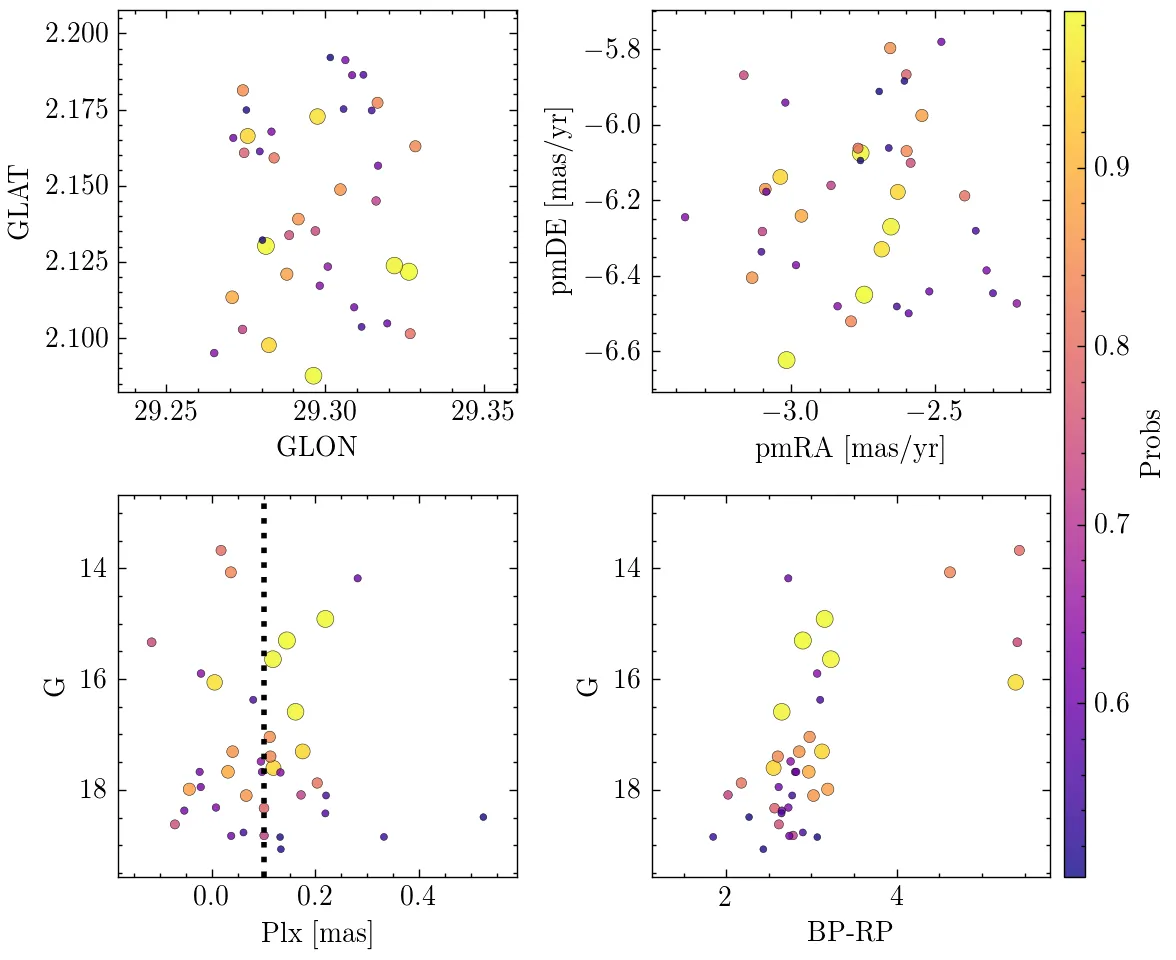 2.200
2.175
2.150
2.125
2.100
GLAT
29.25 29.30 29.35
GLON
−5.8
−6.0
−6.2
−6.4
−6.6
pmDE [mas/yr]
−3.0 −2.5
pmRA [mas/yr]
0.9
0.8
0.7
0.6
Probs
14
16
18
G
0.0 0.2 0.4
Plx [mas]
14
16
18
G
2 4
BP-RP